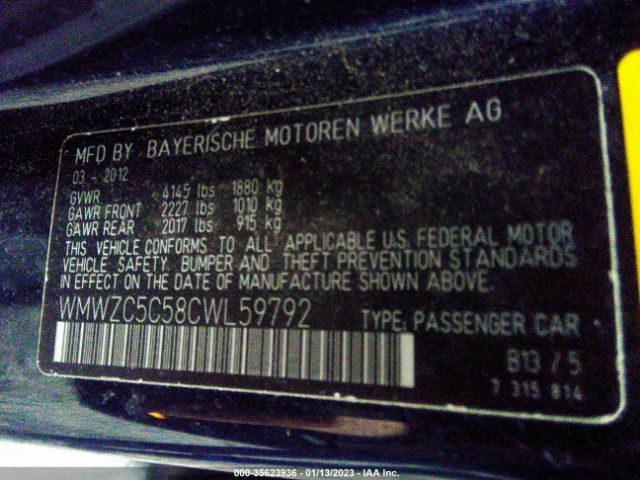 MFD BY BAYERISCHE MOTOREN WERKE AG
03 - 2012
GVWR 4145 lbs 1880 kg
GAWR FRONT 2227 lbs 1010 kg
GAWR REAR 2017 lbs 915 kg
THIS VEHICLE CONFORMS TO ALL APPLICABLE U.S. FEDERAL MOTOR
VEHICLE SAFETY, BUMPER AND THEFT PREVENTION STANDARDS
IN EFFECT ON THE DATE OF MANUFACTURE SHOWN ABOVE.
WMWZC5C58CWL59792 TYPE: PASSENGER CAR
B13 / 5
7 315 814
000-35623936 - 01/13/2023 - IAA Inc.